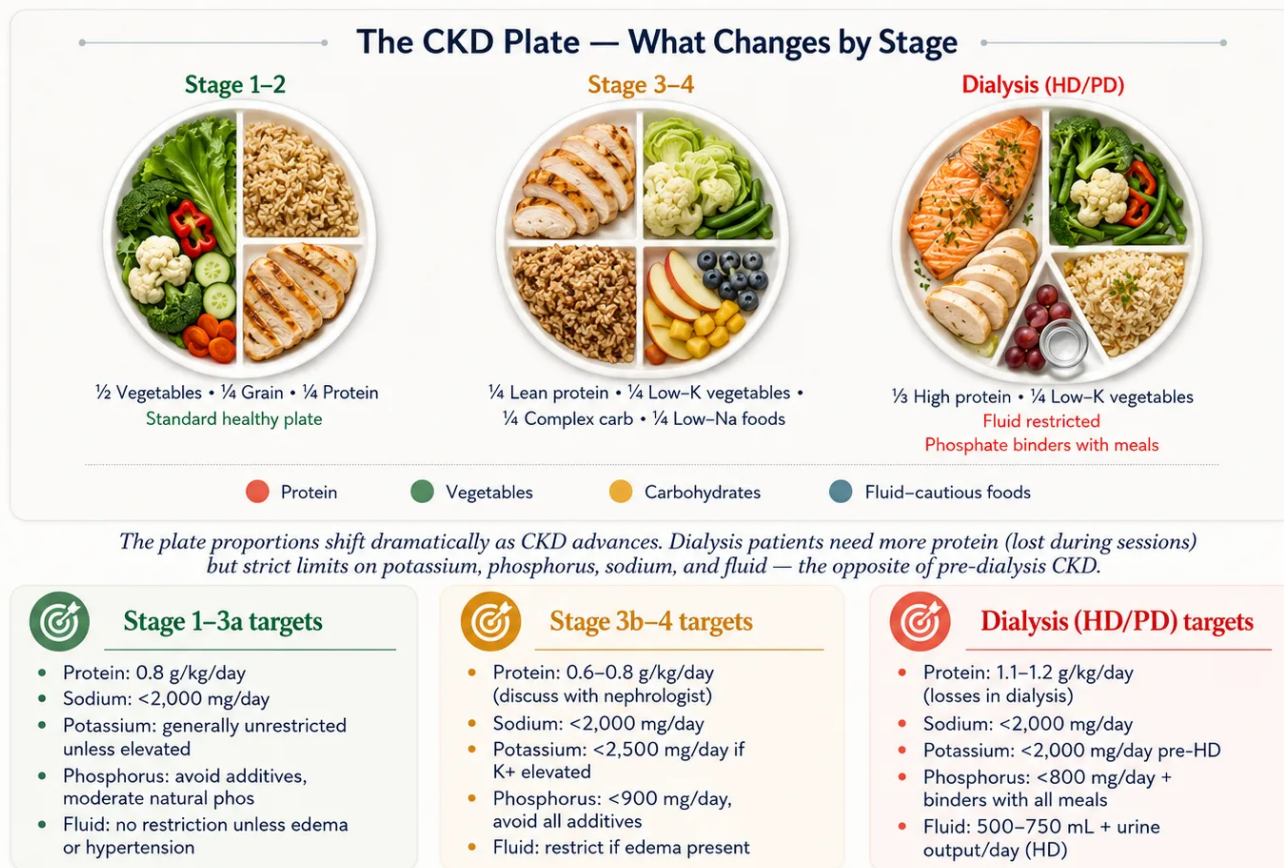 The CKD Plate — What Changes by Stage
Stage 1–2
Stage 3–4
Dialysis (HD/PD)
½ Vegetables • ¼ Grain • ¼ Protein
Standard healthy plate
¼ Lean protein • ¼ Low–K vegetables •
¼ Complex carb • ¼ Low–Na foods
⅓ High protein • ¼ Low–K vegetables
Fluid restricted
Phosphate binders with meals
Protein
Vegetables
Carbohydrates
Fluid–cautious foods
The plate proportions shift dramatically as CKD advances. Dialysis patients need more protein (lost during sessions)
but strict limits on potassium, phosphorus, sodium, and fluid — the opposite of pre-dialysis CKD.
Stage 1–3a targets
• Protein: 0.8 g/kg/day
• Sodium: <2,000 mg/day
• Potassium: generally unrestricted
unless elevated
• Phosphorus: avoid additives,
moderate natural phos
• Fluid: no restriction unless edema
or hypertension
Stage 3b–4 targets
• Protein: 0.6–0.8 g/kg/day
(discuss with nephrologist)
• Sodium: <2,000 mg/day
• Potassium: <2,500 mg/day if
K+ elevated
• Phosphorus: <900 mg/day,
avoid all additives
• Fluid: restrict if edema present
Dialysis (HD/PD) targets
• Protein: 1.1–1.2 g/kg/day
(losses in dialysis)
• Sodium: <2,000 mg/day
• Potassium: <2,000 mg/day pre-HD
• Phosphorus: <800 mg/day +
binders with all meals
• Fluid: 500–750 mL + urine
output/day (HD)